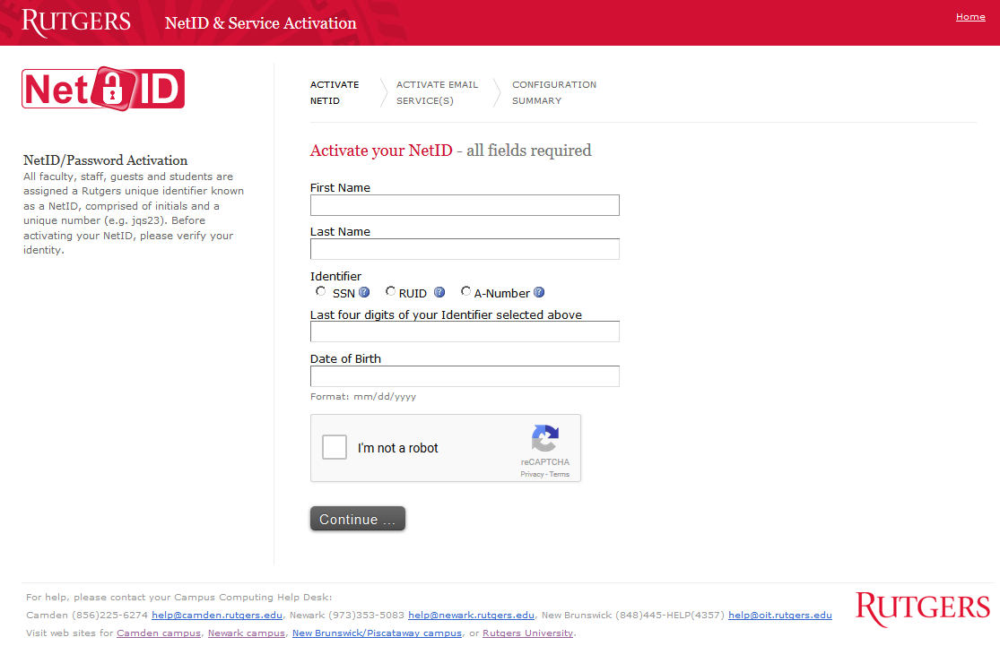 RUTGERS
NetID & Service Activation
Home
Net ID
ACTIVATE
NETID
ACTIVATE EMAIL
SERVICE(S)
CONFIGURATION
SUMMARY
NetID/Password Activation
All faculty, staff, guests and students are
assigned a Rutgers unique identifier known
as a NetID, comprised of initials and a
unique number (e.g. jqs23). Before
activating your NetID, please verify your
identity.
Activate your NetID - all fields required
First Name
Last Name
Identifier
SSN ? RUID ? A-Number ?
Last four digits of your Identifier selected above
Date of Birth
Format: mm/dd/yyyy
I'm not a robot
reCAPTCHA
Privacy - Terms
Continue ...
For help, please contact your Campus Computing Help Desk:
Camden (856)225-6274 help@camden.rutgers.edu, Newark (973)353-5083 help@newark.rutgers.edu, New Brunswick (848)445-HELP(4357) help@oit.rutgers.edu
Visit web sites for Camden campus, Newark campus, New Brunswick/Piscataway campus, or Rutgers University.
RUTGERS